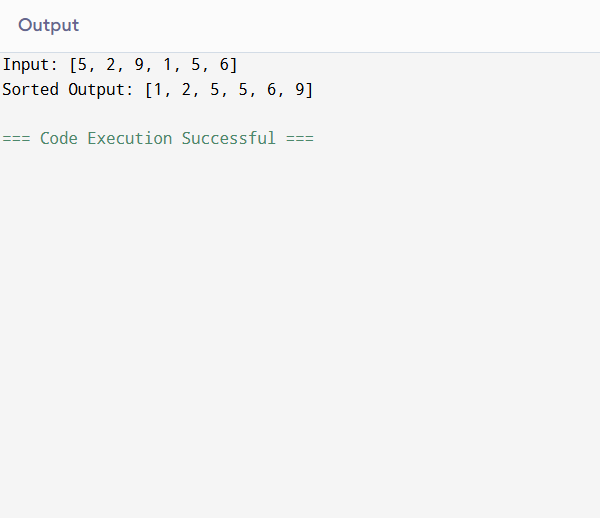 Output
Input: [5, 2, 9, 1, 5, 6]
Sorted Output: [1, 2, 5, 5, 6, 9]
=== Code Execution Successful ===